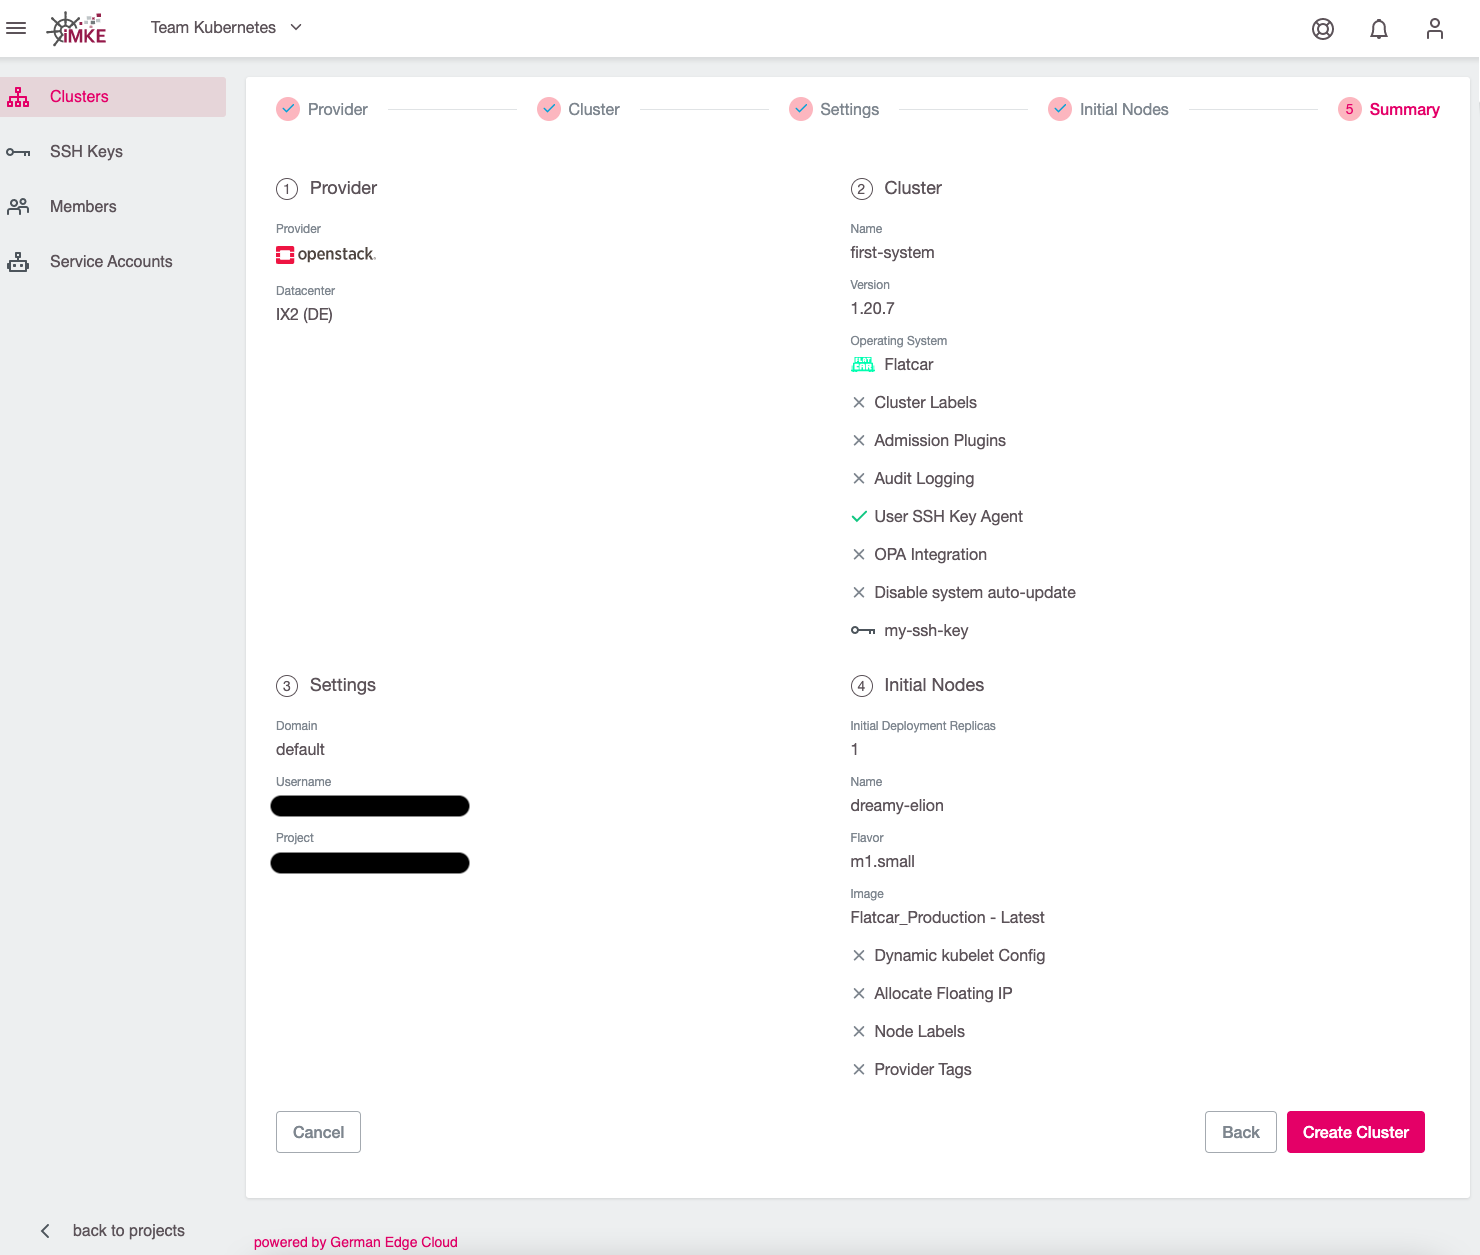 iMKE
Team Kubernetes
Clusters
SSH Keys
Members
Service Accounts
Provider
Cluster
Settings
Initial Nodes
5 Summary
1 Provider
Provider
openstack.
Datacenter
IX2 (DE)
2 Cluster
Name
first-system
Version
1.20.7
Operating System
FLAT CAR Flatcar
Cluster Labels
Admission Plugins
Audit Logging
User SSH Key Agent
OPA Integration
Disable system auto-update
my-ssh-key
3 Settings
Domain
default
Username
Project
4 Initial Nodes
Initial Deployment Replicas
1
Name
dreamy-elion
Flavor
m1.small
Image
Flatcar_Production - Latest
Dynamic kubelet Config
Allocate Floating IP
Node Labels
Provider Tags
Cancel
Back
Create Cluster
back to projects
powered by German Edge Cloud